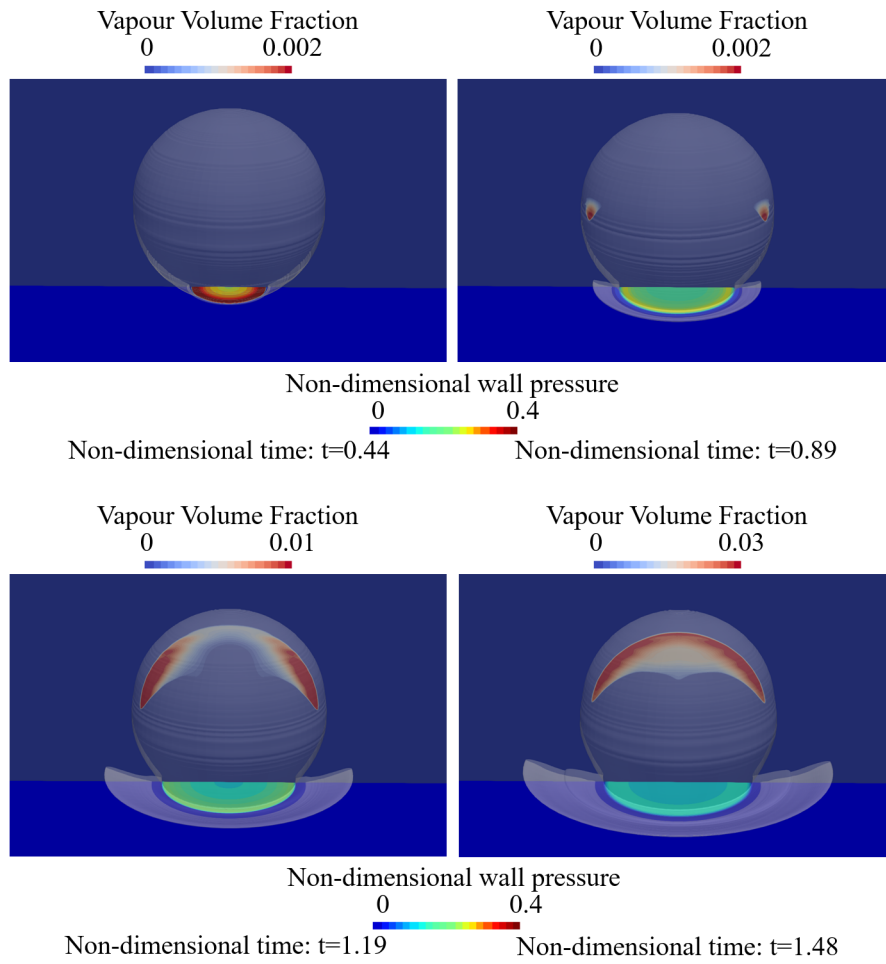 Vapour Volume Fraction Vapour Volume Fraction
0 0.002 0 0.002
Non-dimensional wall pressure
0 0.4
Non-dimensional time: t=0.44 Non-dimensional time: t=0.89
Vapour Volume Fraction Vapour Volume Fraction
0 0.01 0 0.03
Non-dimensional wall pressure
0 0.4
Non-dimensional time: t=1.19 Non-dimensional time: t=1.48